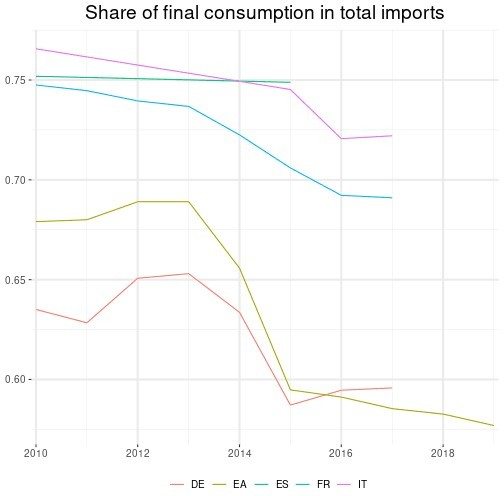 Share of final consumption in total imports
0.75
0.70
0.65
0.60
2010 2012 2014 2016 2018
DE EA ES FR IT